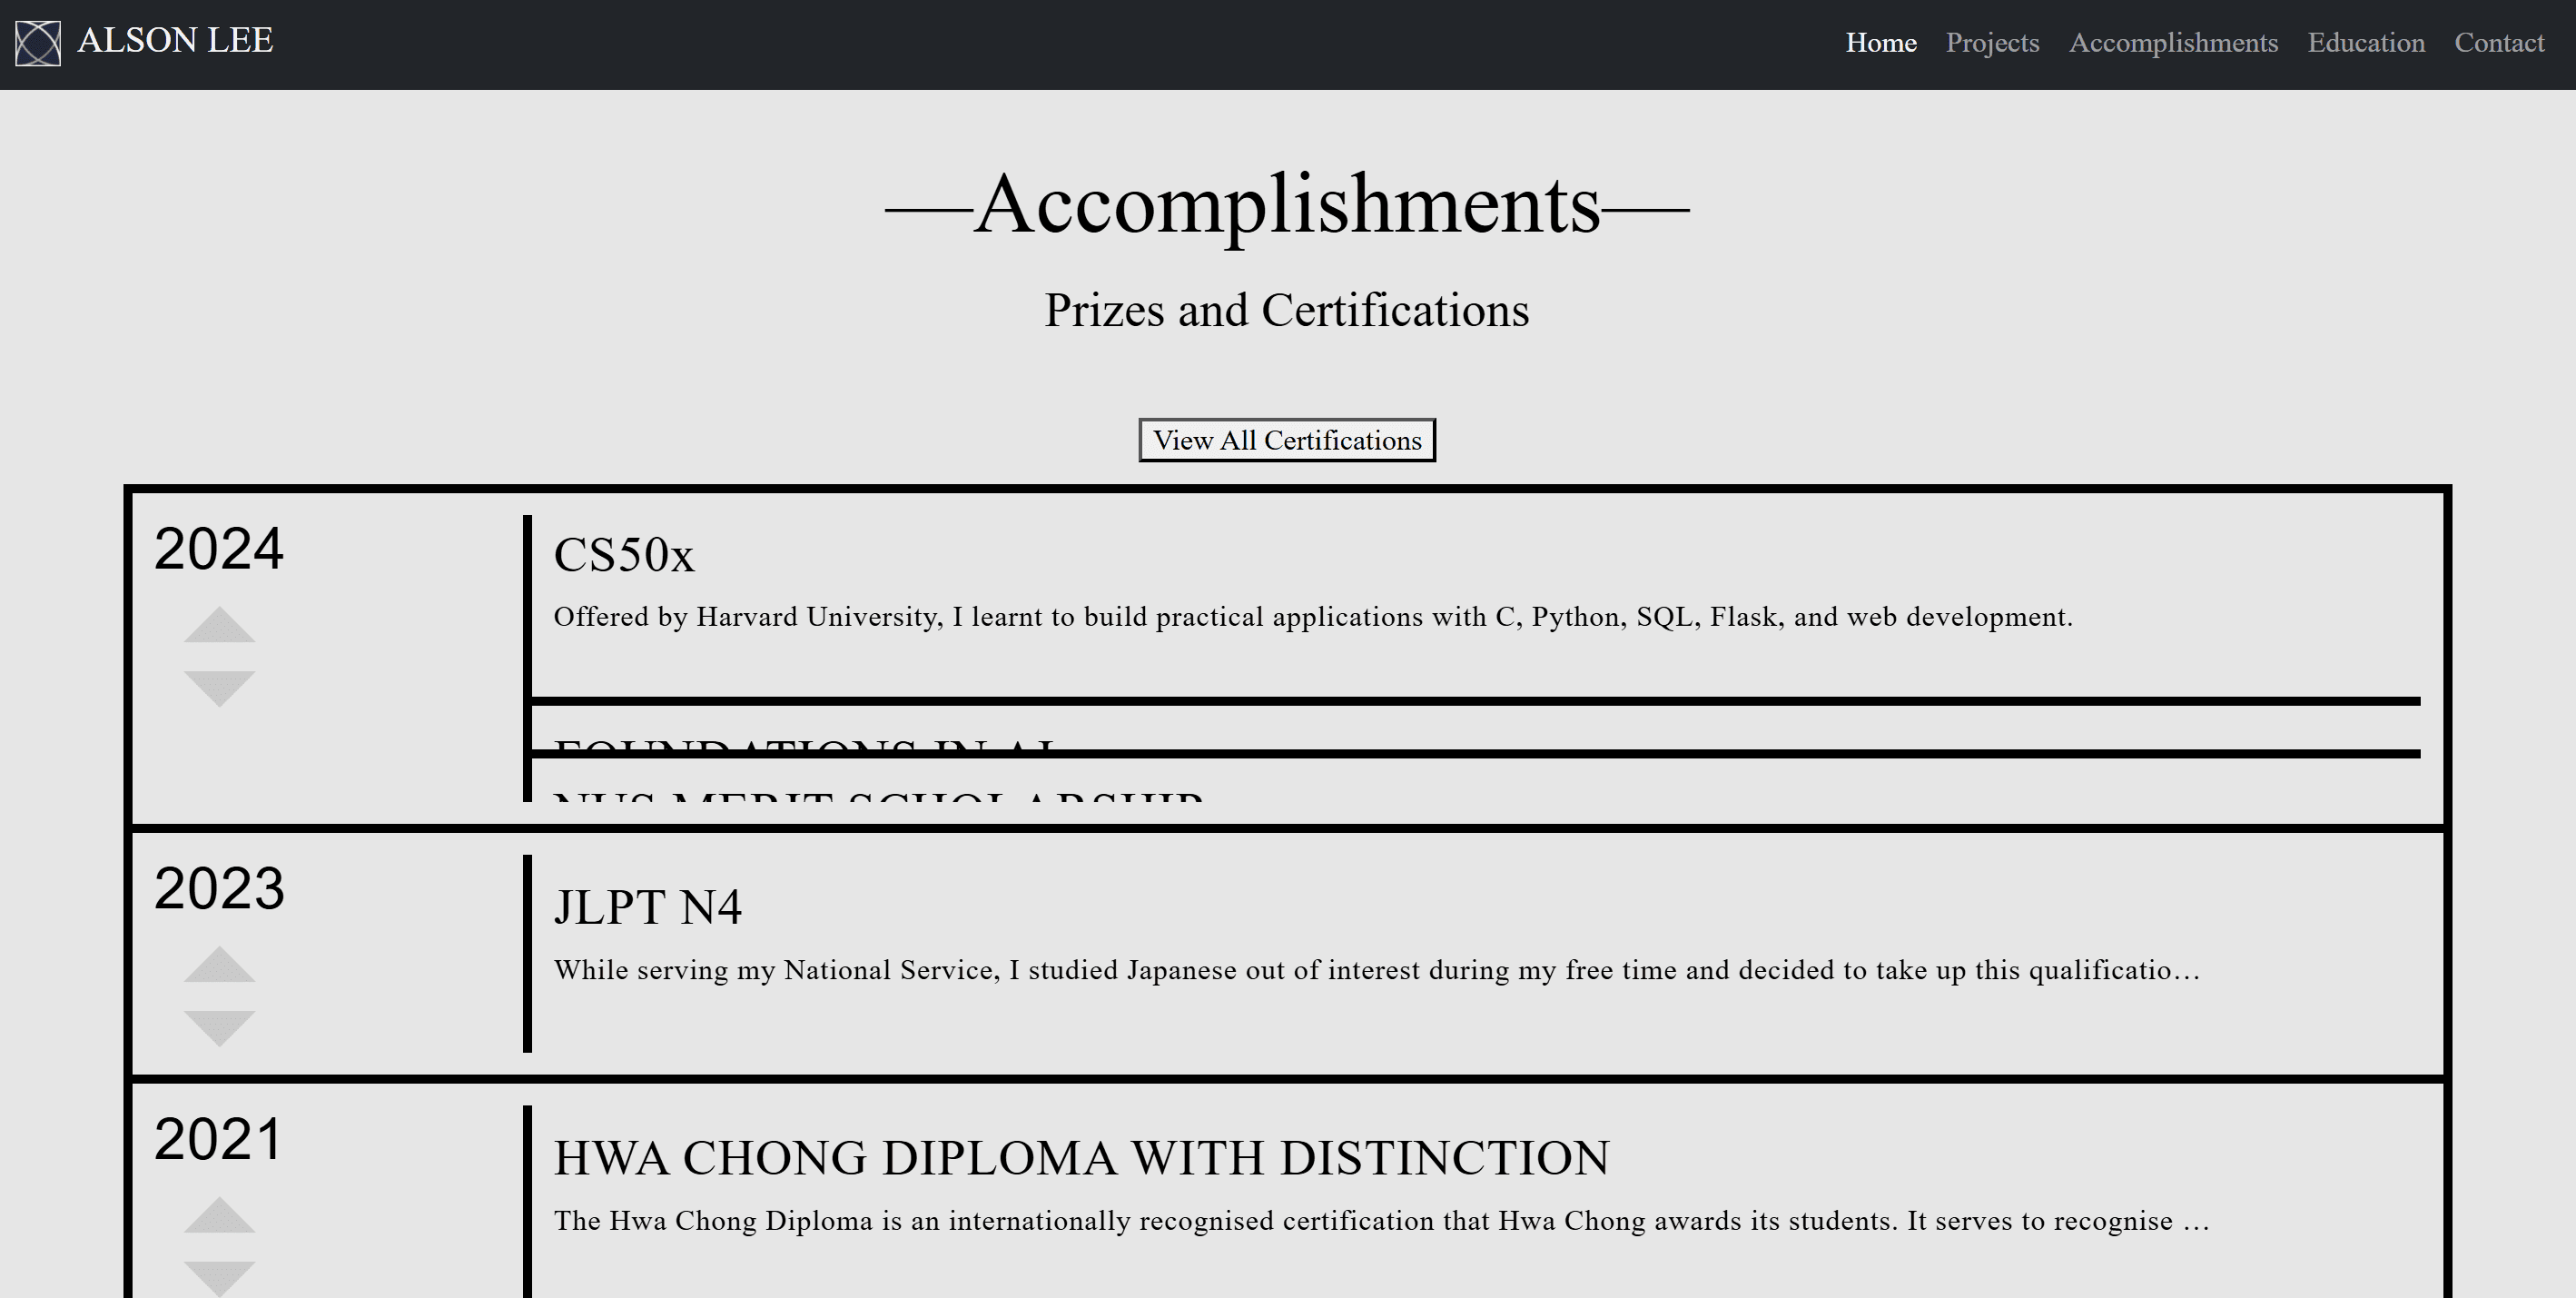 ALSON LEE
Home Projects Accomplishments Education Contact
—Accomplishments—
Prizes and Certifications
View All Certifications
2024
CS50x
Offered by Harvard University, I learnt to build practical applications with C, Python, SQL, Flask, and web development.
FOUNDATIONS IN AI
NUS MERIT SCHOLARSHIP
2023
JLPT N4
While serving my National Service, I studied Japanese out of interest during my free time and decided to take up this qualificatio…
2021
HWA CHONG DIPLOMA WITH DISTINCTION
The Hwa Chong Diploma is an internationally recognised certification that Hwa Chong awards its students. It serves to recognise …